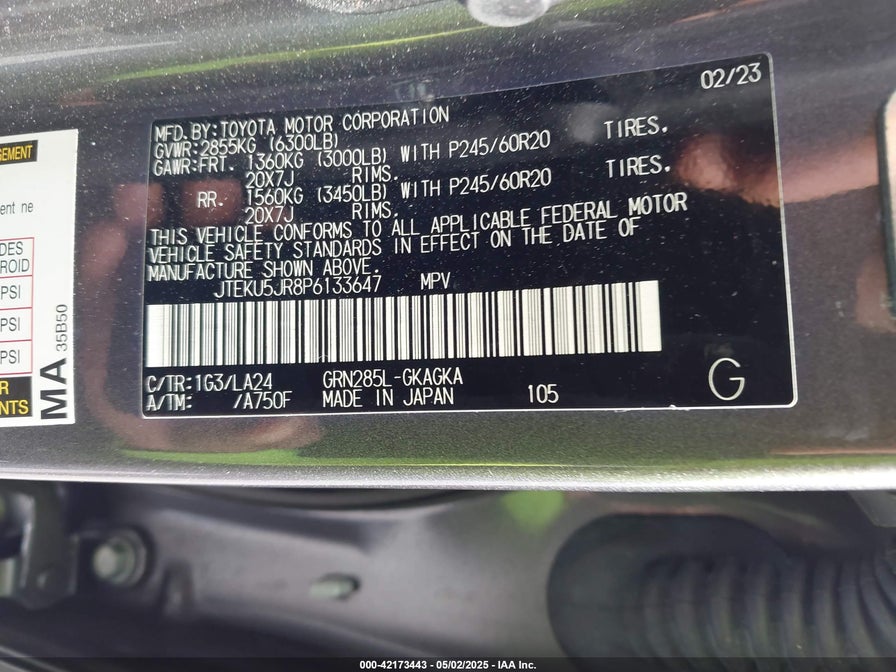 02/23
MFD. BY: TOYOTA MOTOR CORPORATION
GVWR: 2855KG (6300LB)
GAWR: FRT. 1360KG (3000LB) WITH P245/60R20 TIRES.
20X7J RIMS.
RR. 1560KG (3450LB) WITH P245/60R20 TIRES.
20X7J RIMS.
THIS VEHICLE CONFORMS TO ALL APPLICABLE FEDERAL MOTOR
VEHICLE SAFETY STANDARDS IN EFFECT ON THE DATE OF
MANUFACTURE SHOWN ABOVE.
JTEKU5JR8P6133647 MPV
C/TR: 1G3/LA24 GRN285L-GKAGKA
A/TM: /A750F MADE IN JAPAN 105
G
ent ne
PSI
PSI
PSI
MA
35B50
000-42173443 - 05/02/2025 - IAA Inc.